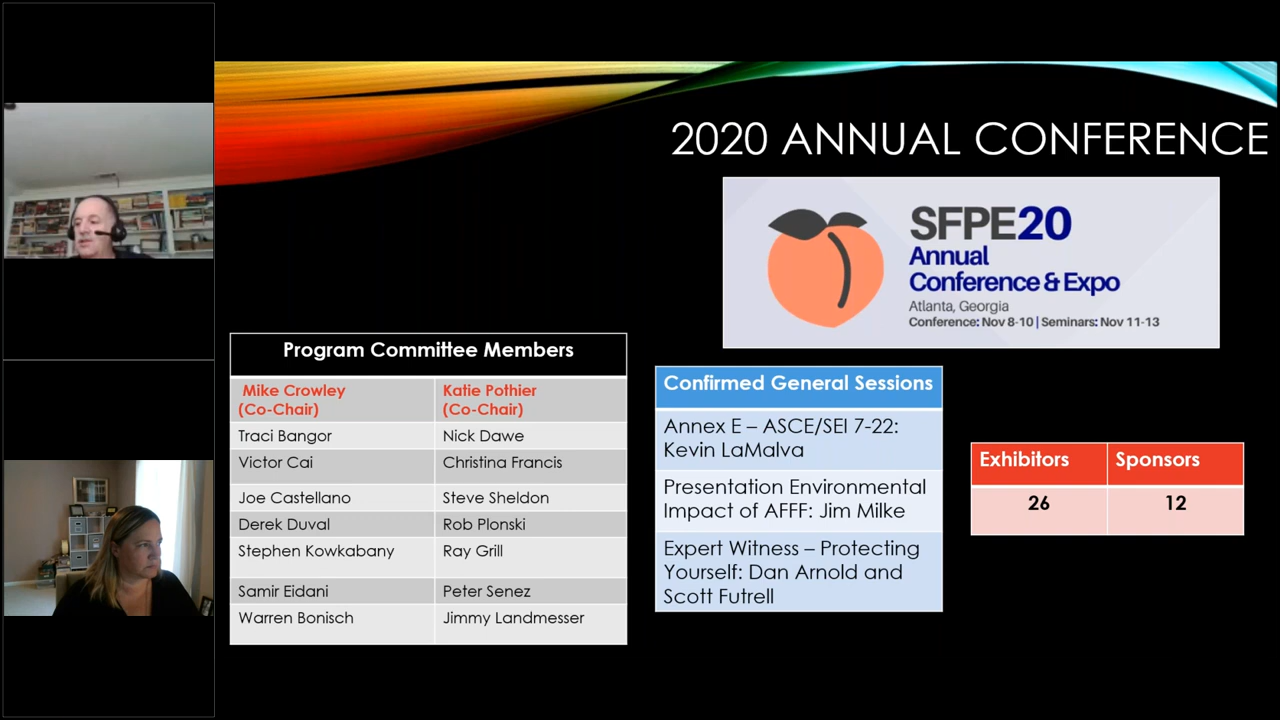 2020 ANNUAL CONFERENCE
SFPE20
Annual
Conference & Expo
Atlanta, Georgia
Conference: Nov 8-10 | Seminars: Nov 11-13
Program Committee Members
Mike Crowley
(Co-Chair)
Katie Pothier
(Co-Chair)
Traci Bangor
Nick Dawe
Victor Cai
Christina Francis
Joe Castellano
Steve Sheldon
Derek Duval
Rob Plonski
Stephen Kowkabany
Ray Grill
Samir Eidani
Peter Senez
Warren Bonisch
Jimmy Landmesser
Confirmed General Sessions
Annex E – ASCE/SEI 7-22:
Kevin LaMalva
Presentation Environmental
Impact of AFFF: Jim Milke
Expert Witness – Protecting
Yourself: Dan Arnold and
Scott Futrell
Exhibitors
Sponsors
26
12